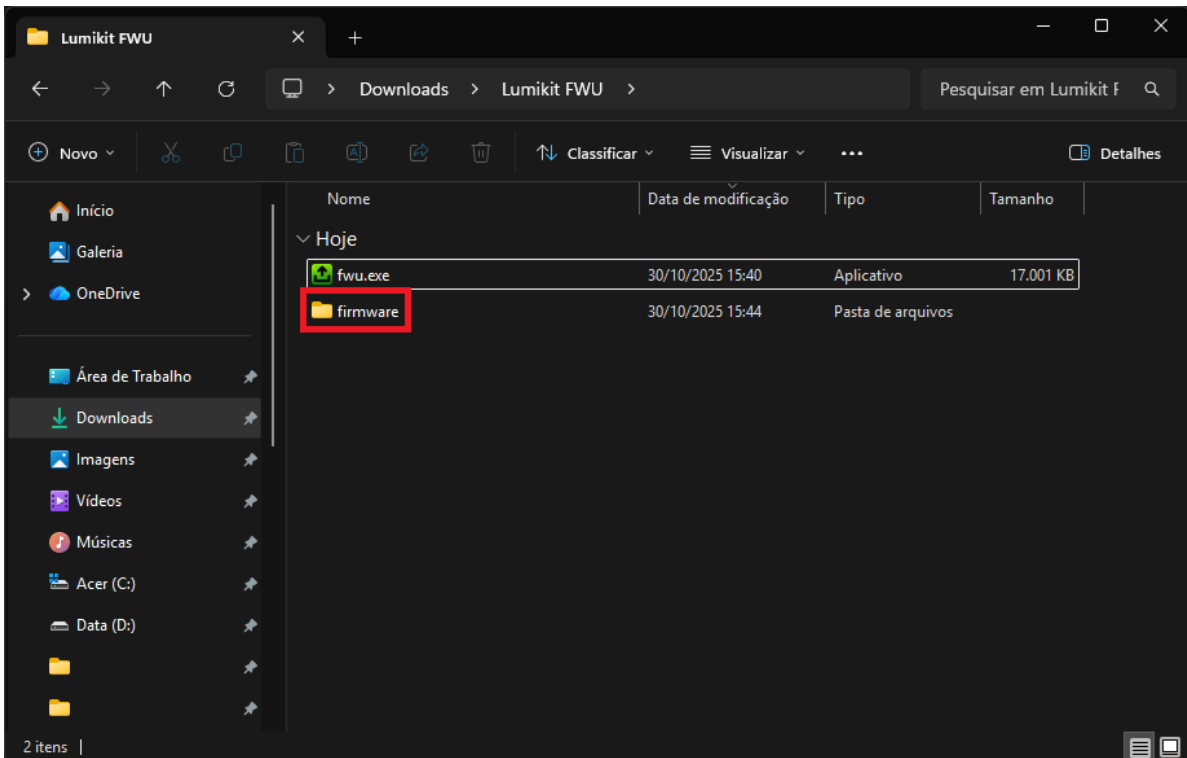 Lumikit FWU
Downloads > Lumikit FWU >
Pesquisar em Lumikit F
Novo
Classificar
Visualizar
Detalhes
Início
Galeria
OneDrive
Área de Trabalho
Downloads
Imagens
Vídeos
Músicas
Acer (C:)
Data (D:)
Nome Data de modificação Tipo Tamanho
Hoje
fwu.exe 30/10/2025 15:40 Aplicativo 17.001 KB
firmware 30/10/2025 15:44 Pasta de arquivos
2 itens